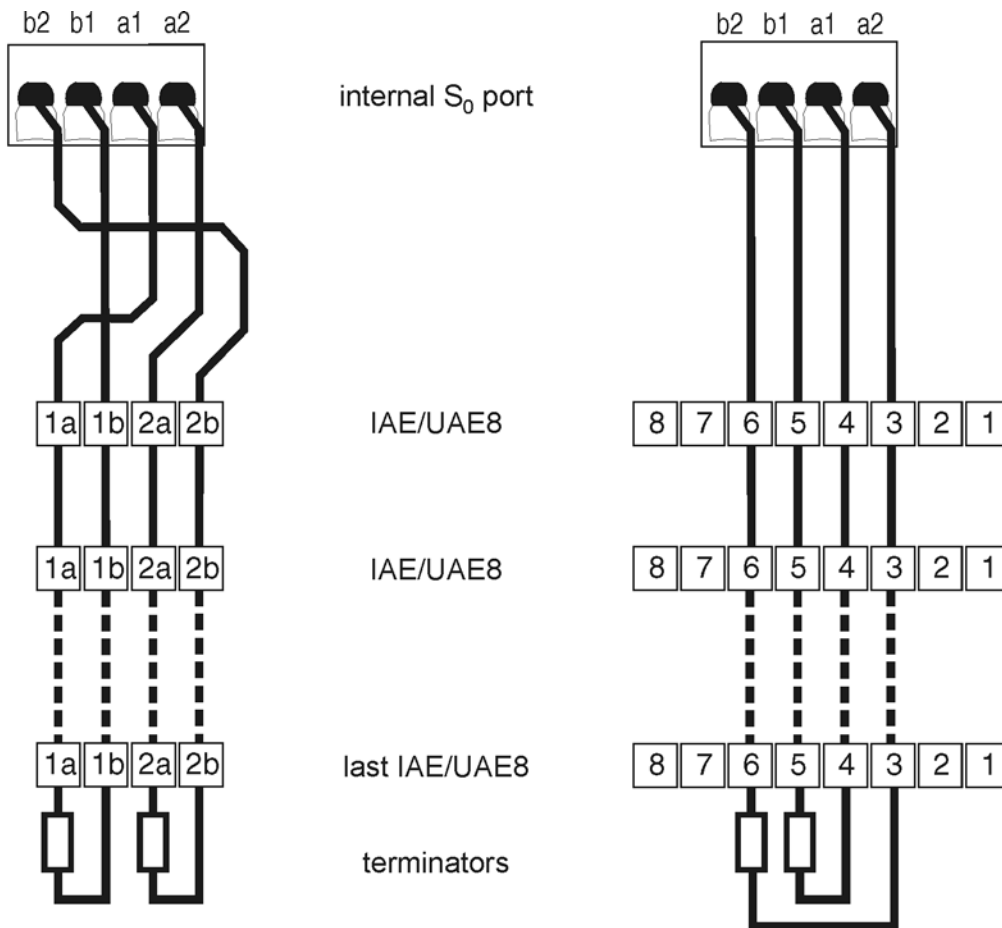 b2 b1 a1 a2
b2 b1 a1 a2
internal S₀ port
1a 1b 2a 2b
IAE/UAE8
8 7 6 5 4 3 2 1
1a 1b 2a 2b
IAE/UAE8
8 7 6 5 4 3 2 1
1a 1b 2a 2b
last IAE/UAE8
8 7 6 5 4 3 2 1
terminators